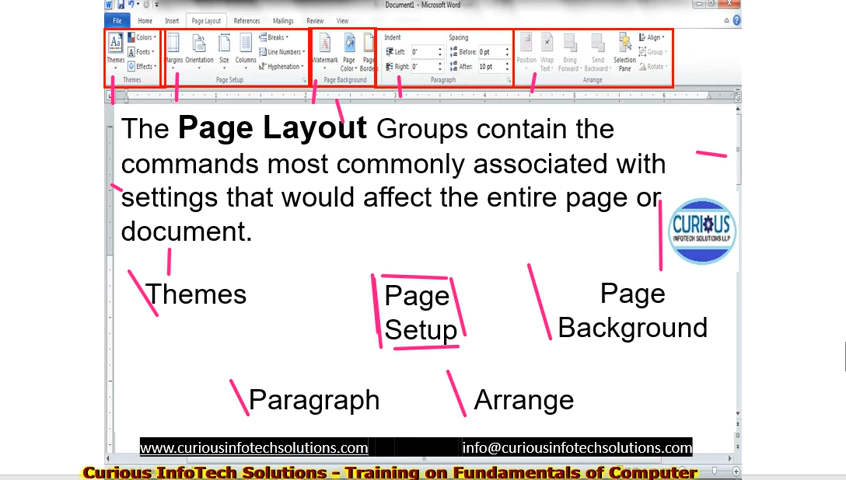 Document1 - Microsoft Word
File Home Insert Page Layout References Mailings Review View
Themes Colors Fonts Effects Margins Orientation Size Columns Breaks Line Numbers Hyphenation Watermark Page Color Page Borders Indent Left: 0" Right: 0" Spacing Before: 0 pt After: 10 pt Position Wrap Text Bring Forward Send Backward Selection Pane Align Group Rotate
Themes Page Setup Page Background Paragraph Arrange
The Page Layout Groups contain the
commands most commonly associated with
settings that would affect the entire page or
document.
CURIOUS
INFOTECH SOLUTIONS LLP
Themes
Page
Setup
Page
Background
Paragraph Arrange
www.curiousinfotechsolutions.com info@curiousinfotechsolutions.com
Curious InfoTech Solutions - Training on Fundamentals of Computer